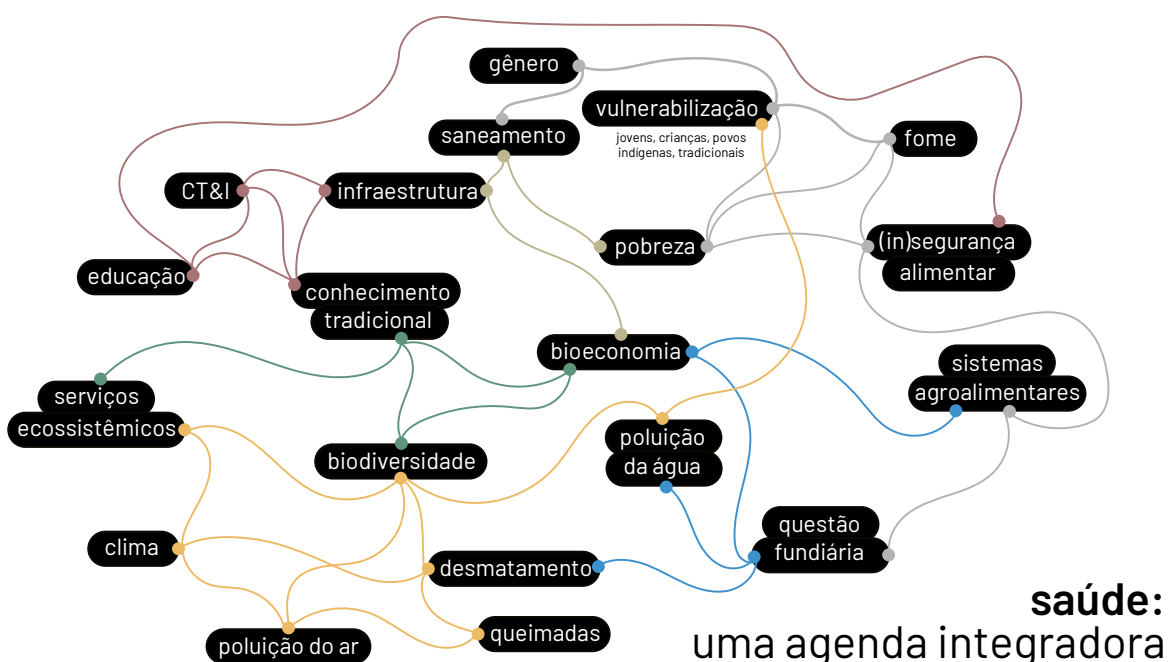 gênero
vulnerabilização
jovens, crianças, povos
indígenas, tradicionais
saneamento
fome
CT&I
infraestrutura
pobreza
(in)segurança
alimentar
educação
conhecimento
tradicional
bioeconomia
sistemas
agroalimentares
serviços
ecossistêmicos
biodiversidade
poluição
da água
questão
fundiária
clima
desmatamento
poluição do ar
queimadas
saúde:
uma agenda integradora